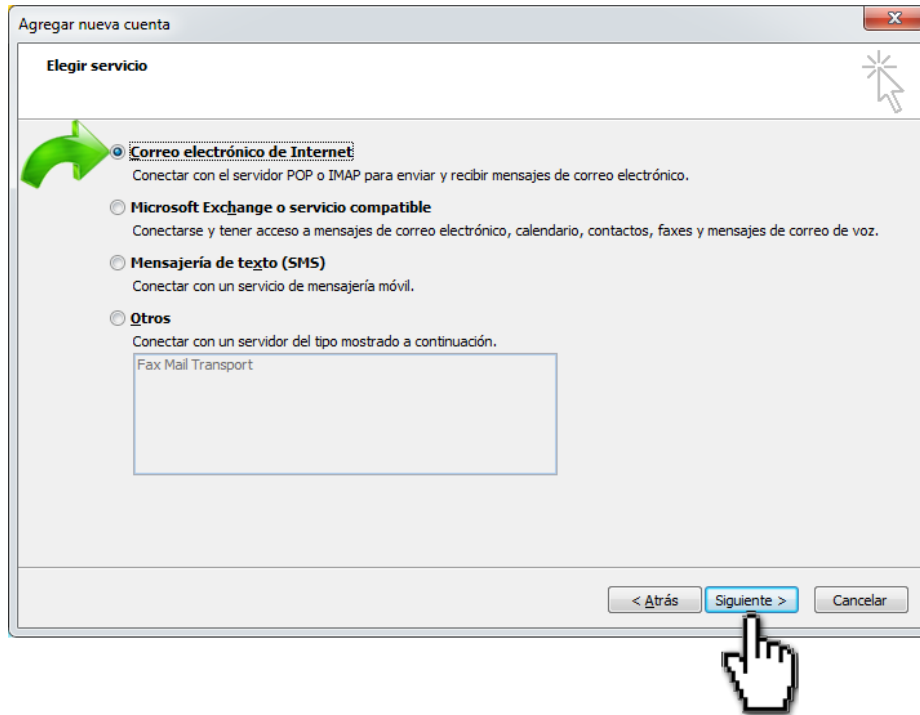 Agregar nueva cuenta
Elegir servicio
Correo electrónico de Internet
Conectar con el servidor POP o IMAP para enviar y recibir mensajes de correo electrónico.
Microsoft Exchange o servicio compatible
Conectarse y tener acceso a mensajes de correo electrónico, calendario, contactos, faxes y mensajes de correo de voz.
Mensajería de texto (SMS)
Conectar con un servicio de mensajería móvil.
Otros
Conectar con un servidor del tipo mostrado a continuación.
Fax Mail Transport
< Atrás Siguiente > Cancelar